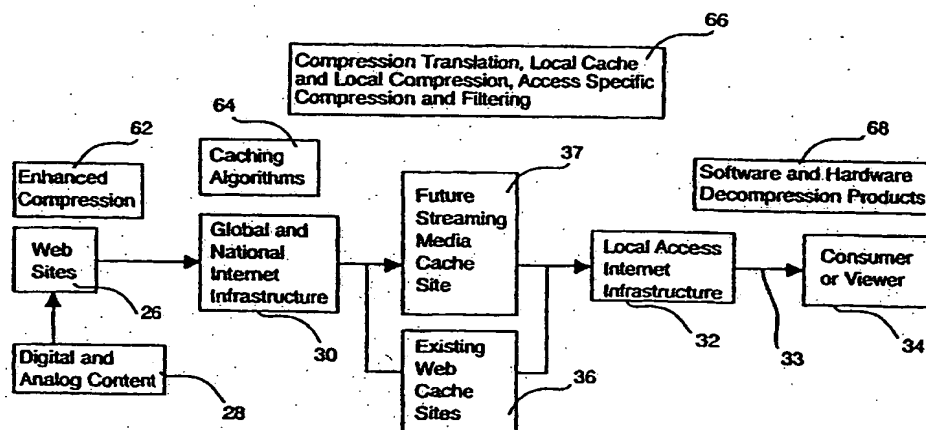 66
Compression Translation, Local Cache
and Local Compression, Access Specific
Compression and Filtering
64
62
Caching
Algorithms
37
68
Enhanced
Compression
Software and Hardware
Decompression Products
Future
Streaming
Media
Cache
Site
Web
Sites
26
Global and
National
Internet
Infrastructure
30
Local Access
Internet
Infrastructure
32
33
Consumer
or Viewer
34
Digital and
Analog Content
28
Existing
Web
Cache
Sites
36